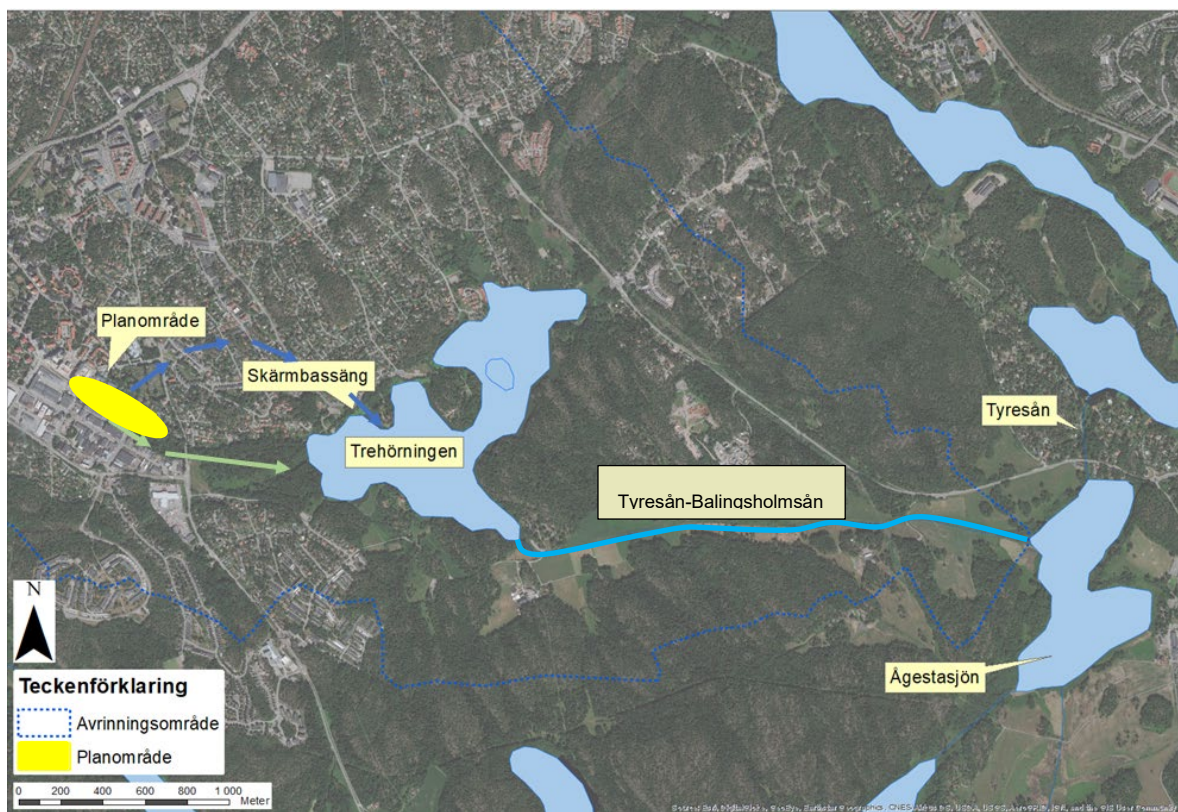 Planområde
Skärmbassäng
Trehörningen
Tyresån
Tyresån-Balingsholmsån
Ågestasjön
N
Teckenförklaring
Avrinningsområde
Planområde
0 200 400 600 800 1 000
Meter